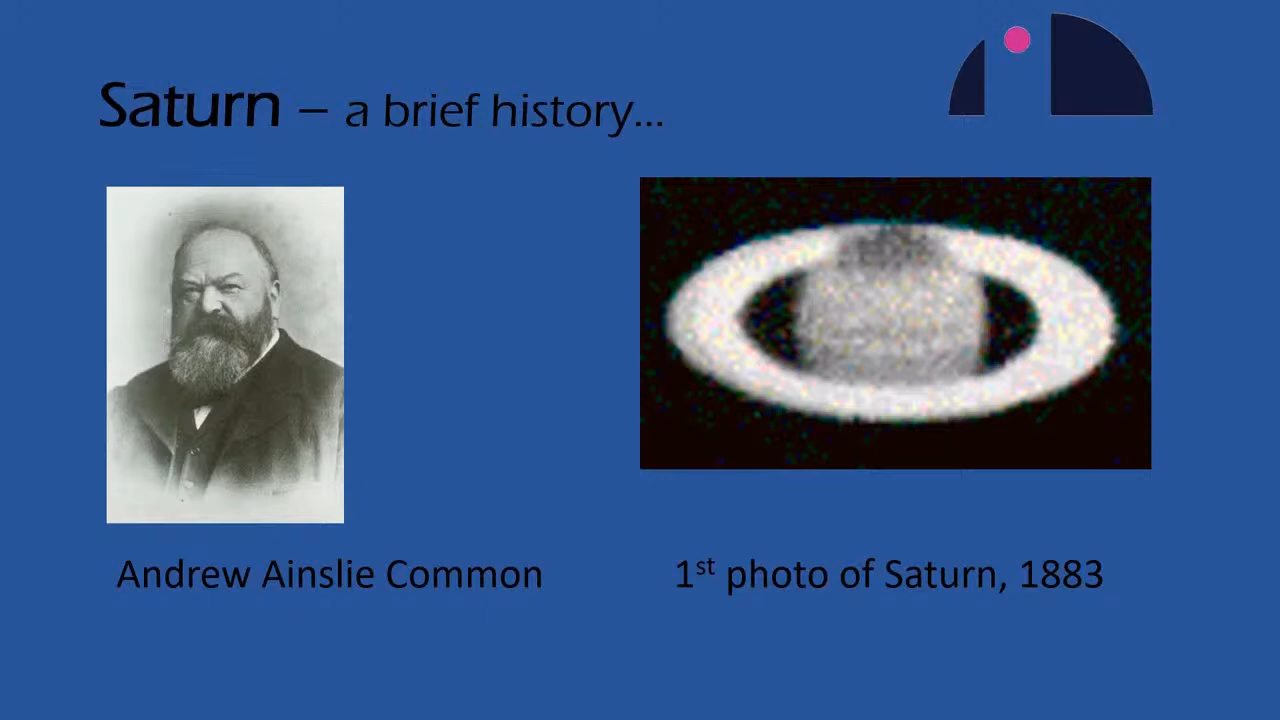 Saturn – a brief history...
Andrew Ainslie Common
1st photo of Saturn, 1883